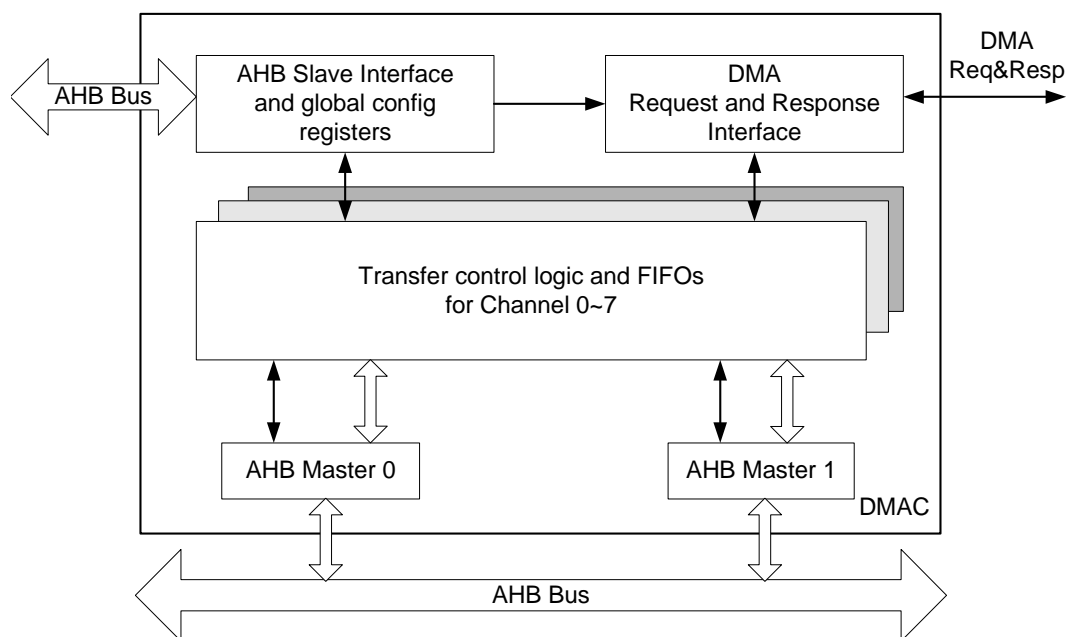 AHB Bus
AHB Slave Interface
and global config
registers
DMA
Request and Response
Interface
DMA
Req&Resp
Transfer control logic and FIFOs
for Channel 0~7
AHB Master 0
AHB Master 1
DMAC
AHB Bus